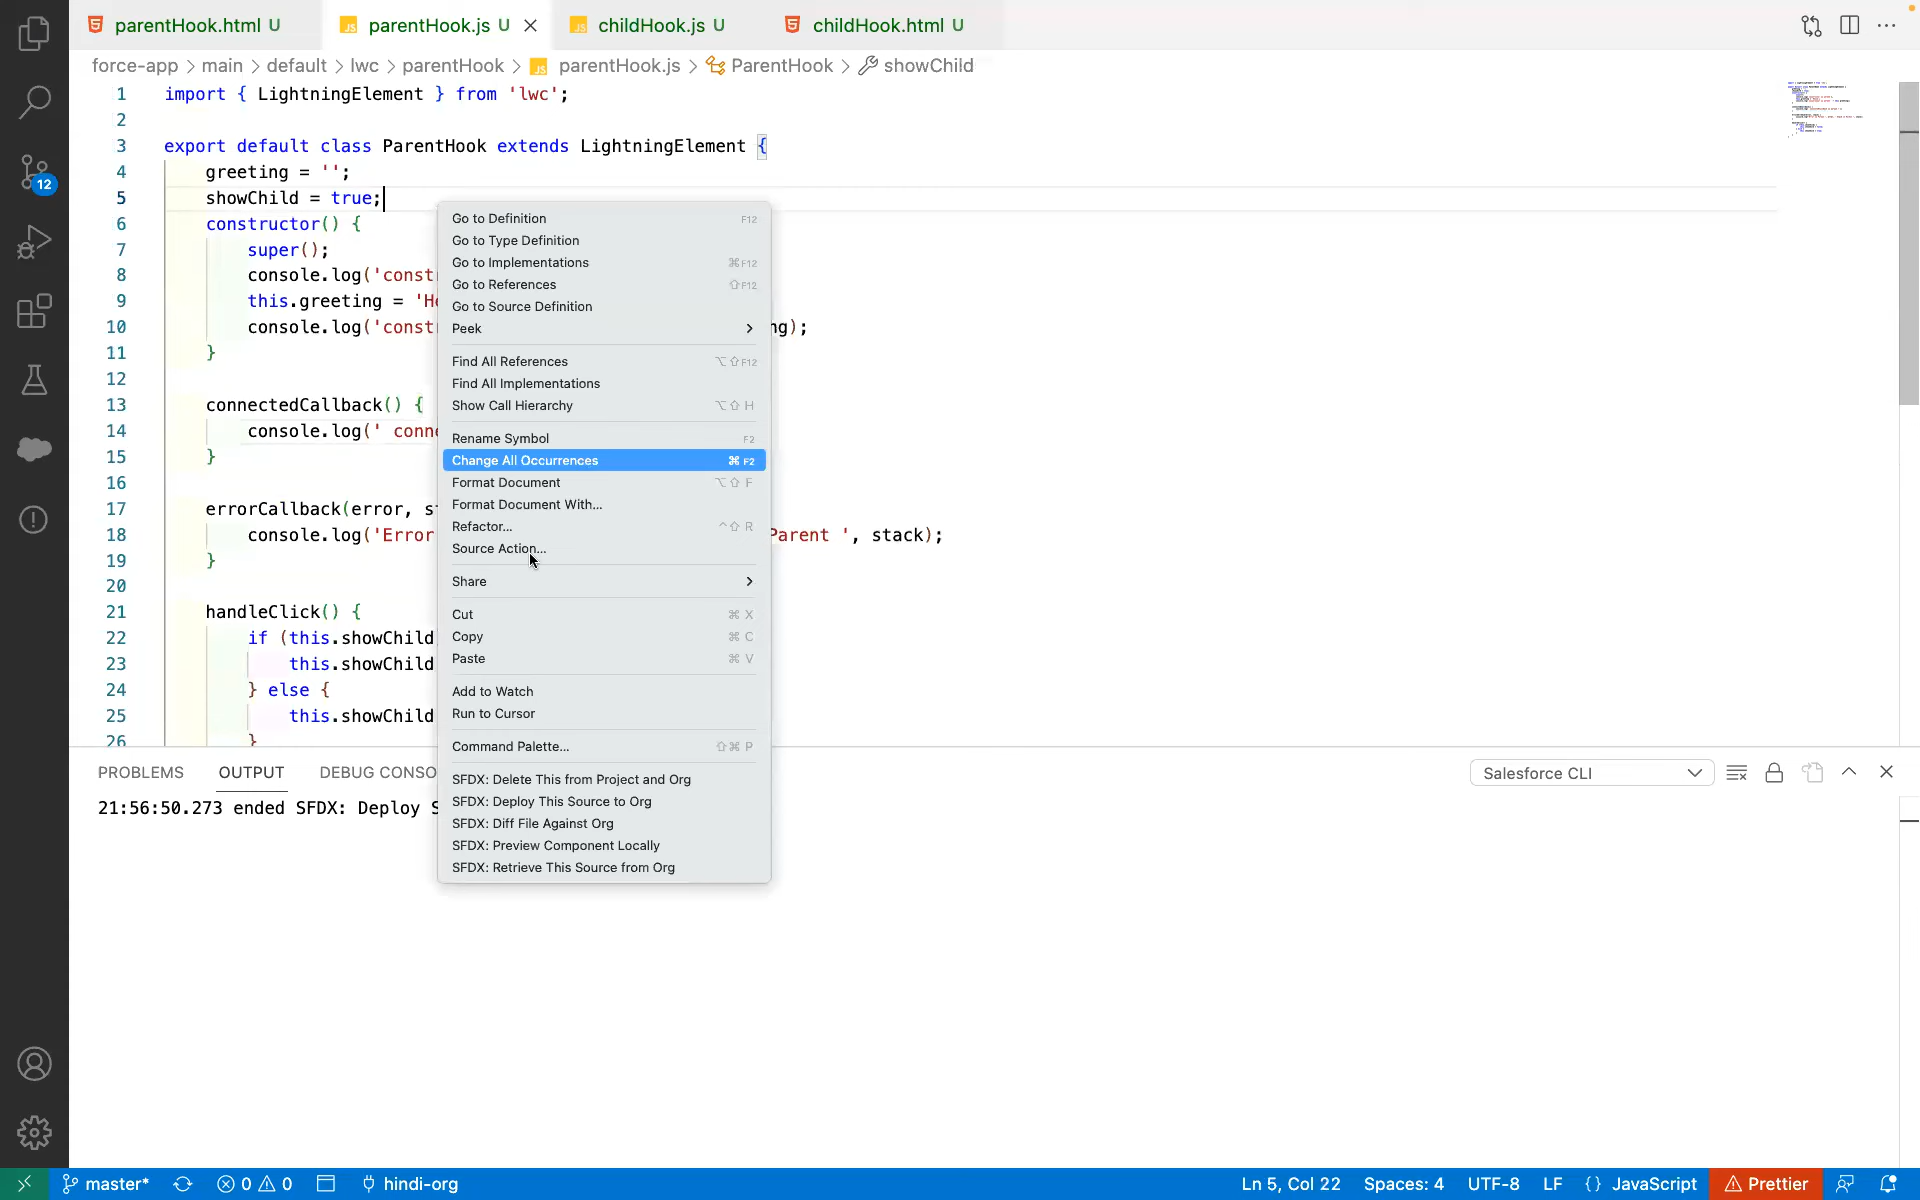 parentHook.html U
JS parentHook.js U
JS childHook.js U
childHook.html U
force-app > main > default > lwc > parentHook > JS parentHook.js > ParentHook > showChild
1 import { LightningElement } from 'lwc';
2
3 export default class ParentHook extends LightningElement {
4 greeting = '';
5 showChild = true;
6 constructor() {
7 super();
8 console.log('const
9 this.greeting = 'H
10 console.log('const ng);
11 }
12
13 connectedCallback() {
14 console.log(' conn
15 }
16
17 errorCallback(error, s
18 console.log('Error Parent ', stack);
19 }
20
21 handleClick() {
22 if (this.showChild
23 this.showChild
24 } else {
25 this.showChild
26 }
Go to Definition F12
Go to Type Definition
Go to Implementations ⌘F12
Go to References ⇧F12
Go to Source Definition
Peek >
Find All References ⌥⇧F12
Find All Implementations
Show Call Hierarchy ⌥⇧H
Rename Symbol F2
Change All Occurrences ⌘F2
Format Document ⌥⇧F
Format Document With...
Refactor... ^⇧R
Source Action...
Share >
Cut ⌘X
Copy ⌘C
Paste ⌘V
Add to Watch
Run to Cursor
Command Palette... ⇧⌘P
SFDX: Delete This from Project and Org
SFDX: Deploy This Source to Org
SFDX: Diff File Against Org
SFDX: Preview Component Locally
SFDX: Retrieve This Source from Org
12
PROBLEMS OUTPUT DEBUG CONSO
Salesforce CLI
21:56:50.273 ended SFDX: Deploy S
master* 0 0 hindi-org
Ln 5, Col 22 Spaces: 4 UTF-8 LF {} JavaScript Prettier